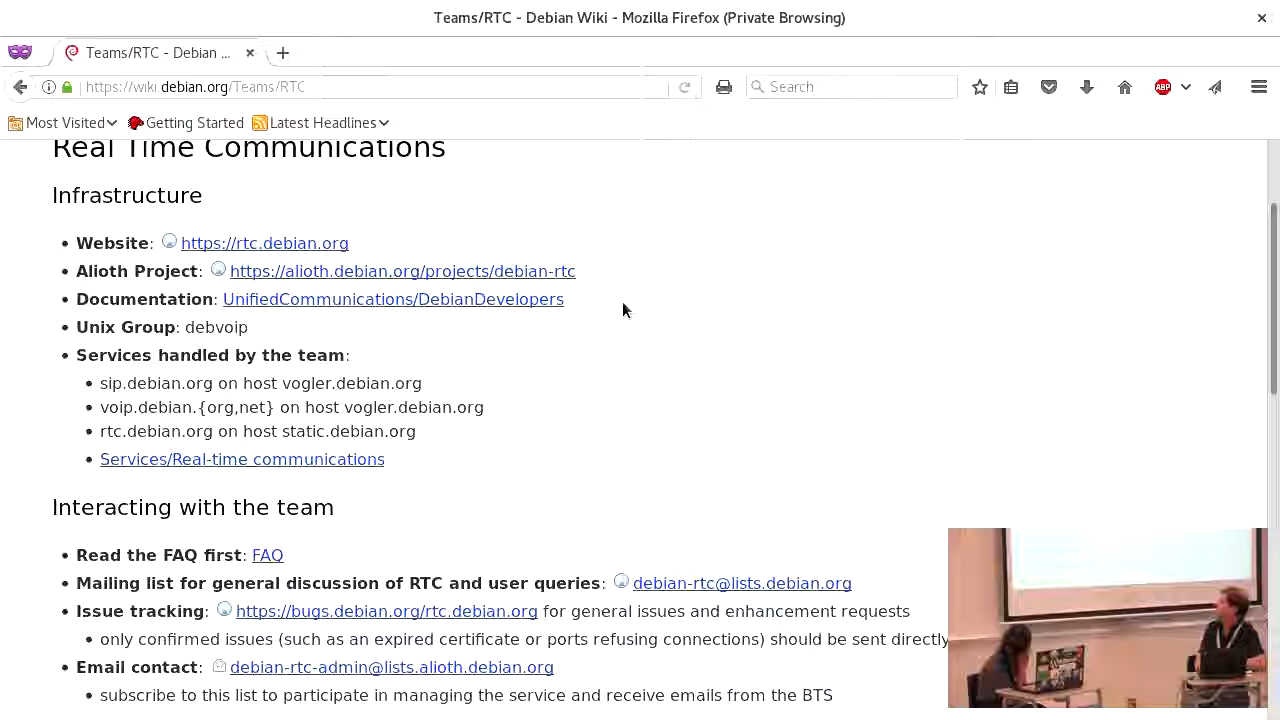 Teams/RTC - Debian Wiki - Mozilla Firefox (Private Browsing)
Teams/RTC - Debian ...
https://wiki.debian.org/Teams/RTC
Search
ABP
Most Visited
Getting Started
Latest Headlines
Real Time Communications
Infrastructure
• Website: https://rtc.debian.org
• Alioth Project: https://alioth.debian.org/projects/debian-rtc
• Documentation: UnifiedCommunications/DebianDevelopers
• Unix Group: debvoip
• Services handled by the team:
• sip.debian.org on host vogler.debian.org
• voip.debian.{org,net} on host vogler.debian.org
• rtc.debian.org on host static.debian.org
• Services/Real-time communications
Interacting with the team
• Read the FAQ first: FAQ
• Mailing list for general discussion of RTC and user queries: debian-rtc@lists.debian.org
• Issue tracking: https://bugs.debian.org/rtc.debian.org for general issues and enhancement requests
• only confirmed issues (such as an expired certificate or ports refusing connections) should be sent directly
• Email contact: debian-rtc-admin@lists.alioth.debian.org
• subscribe to this list to participate in managing the service and receive emails from the BTS